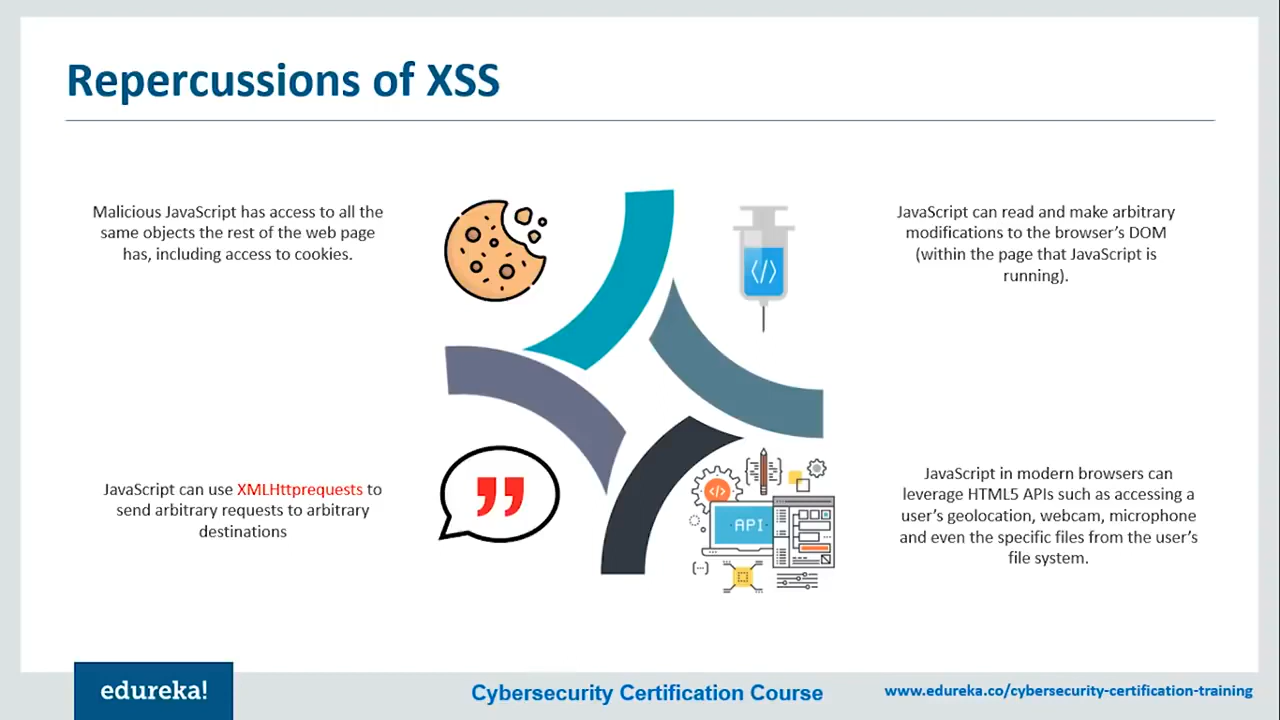 Repercussions of XSS
Malicious JavaScript has access to all the
same objects the rest of the web page
has, including access to cookies.
JavaScript can read and make arbitrary
modifications to the browser's DOM
(within the page that JavaScript is
running).
JavaScript can use XMLHttprequests to
send arbitrary requests to arbitrary
destinations
JavaScript in modern browsers can
leverage HTML5 APIs such as accessing a
user's geolocation, webcam, microphone
and even the specific files from the user's
file system.
</>
</>
API
edureka!
Cybersecurity Certification Course
www.edureka.co/cybersecurity-certification-training